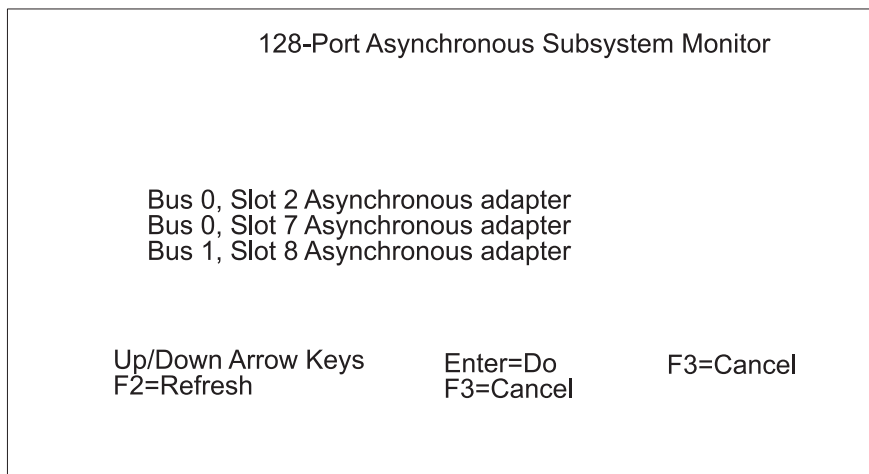 128-Port Asynchronous Subsystem Monitor
Bus 0, Slot 2 Asynchronous adapter
Bus 0, Slot 7 Asynchronous adapter
Bus 1, Slot 8 Asynchronous adapter
Up/Down Arrow Keys Enter=Do F3=Cancel
F2=Refresh F3=Cancel